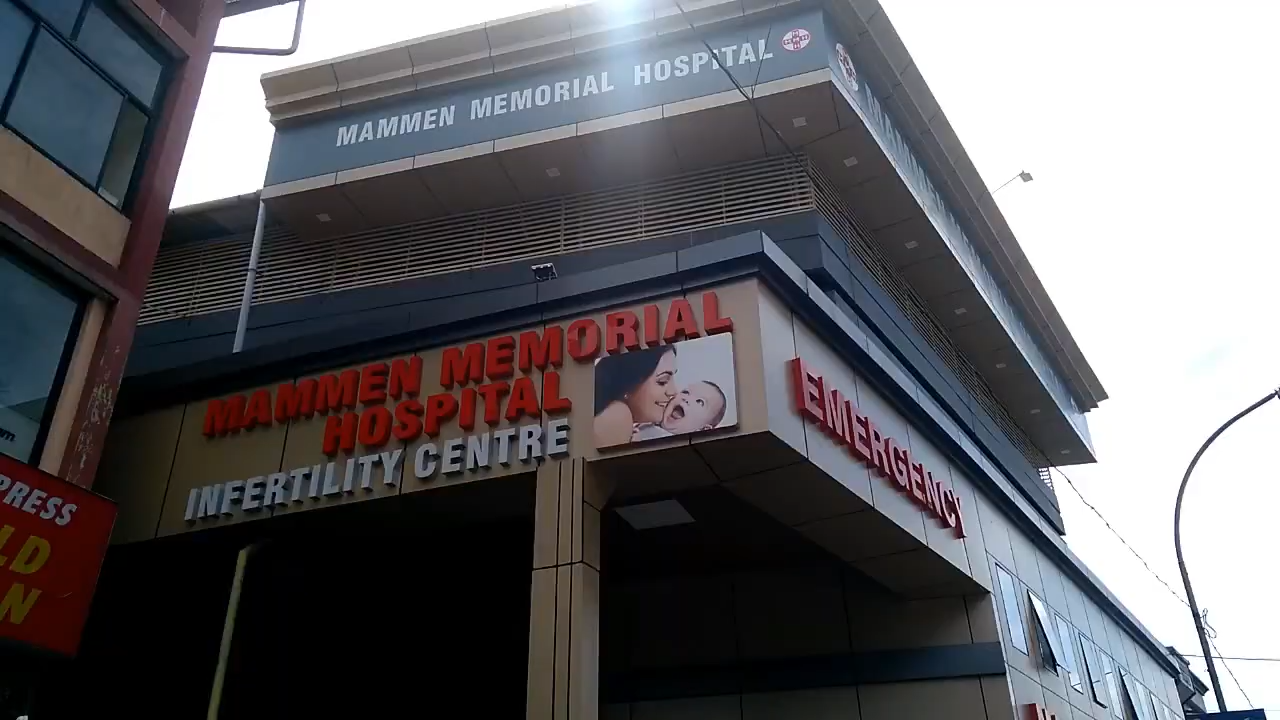 MAMMEN MEMORIAL HOSPITAL
MAMMEN MEMORIAL
HOSPITAL
INFERTILITY CENTRE
EMERGENCY
PRESS
LD
N